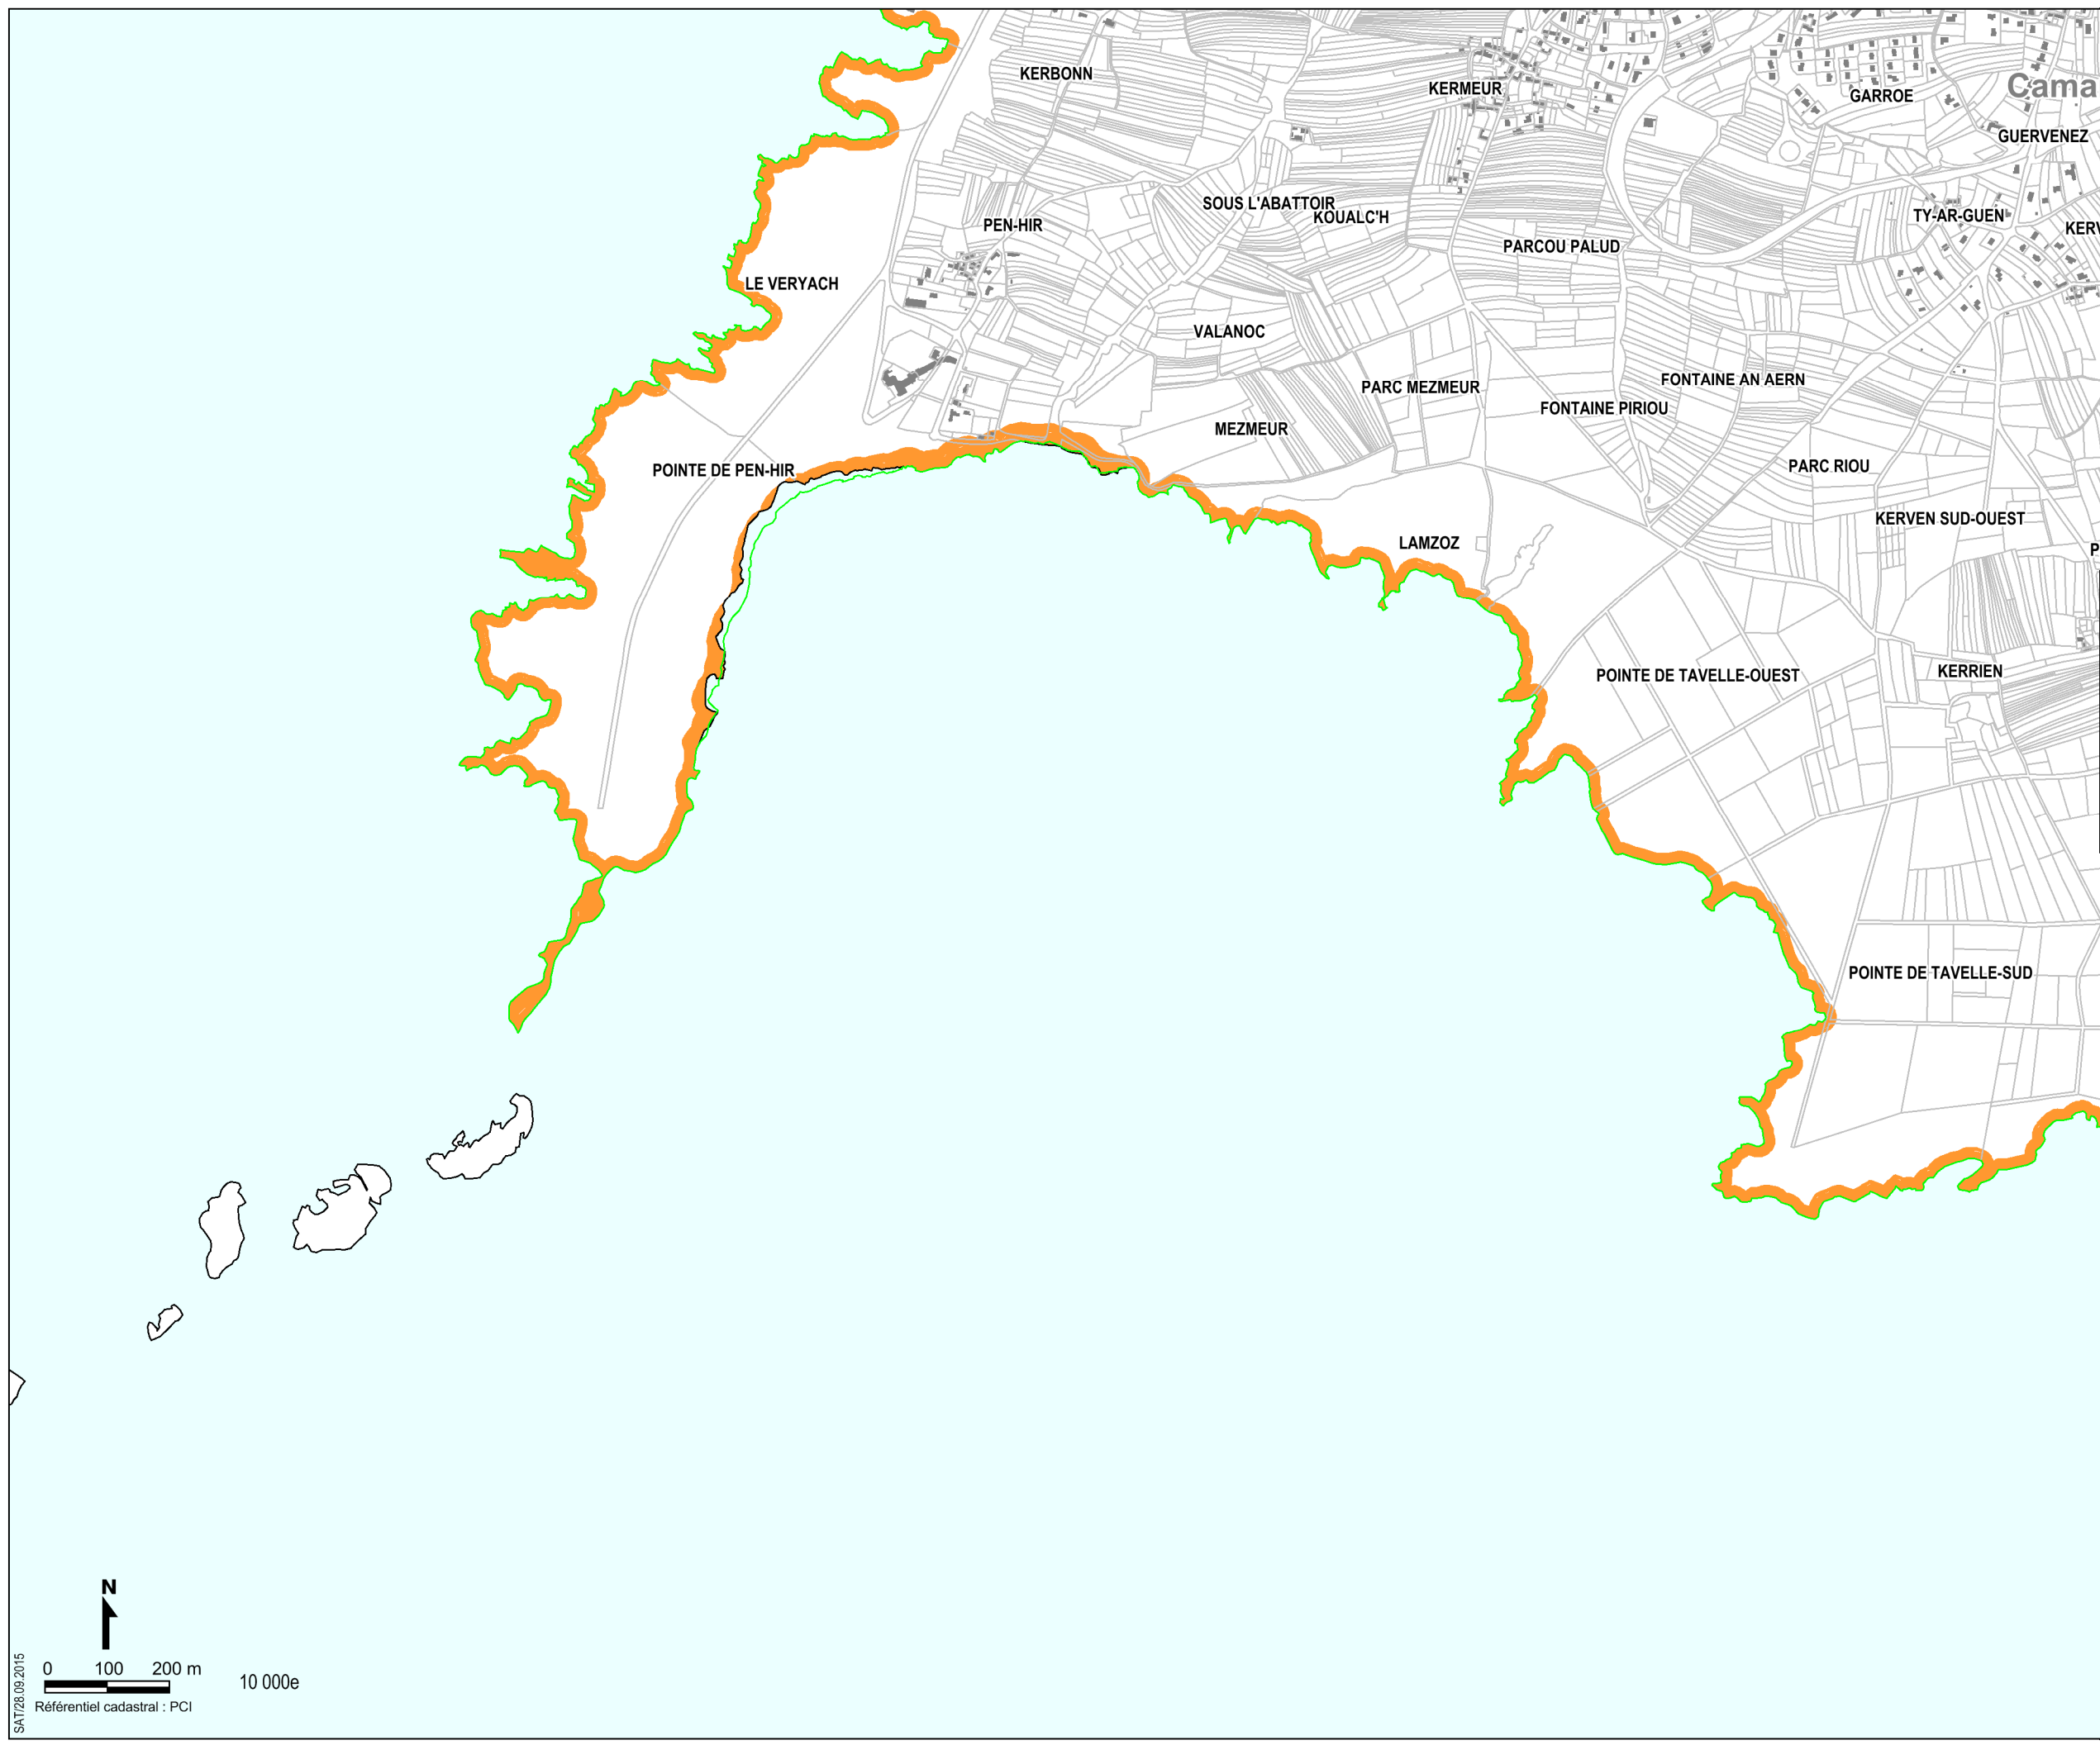 KERBONN
KERMEUR
GARROE
Cama
GUERVENEZ
SOUS L'ABATTOIR
KOUALC'H
PEN-HIR
TY-AR-GUEN
KERV
PARCOU PALUD
LE VERYACH
VALANOC
PARC MEZMEUR
FONTAINE AN AERN
FONTAINE PIRIOU
MEZMEUR
POINTE DE PEN-HIR
PARC RIOU
KERVEN SUD-OUEST
LAMZOZ
P
POINTE DE TAVELLE-OUEST
KERRIEN
POINTE DE TAVELLE-SUD
N
0 100 200 m
10 000e
Référentiel cadastral : PCI
SAT/28.09.2015